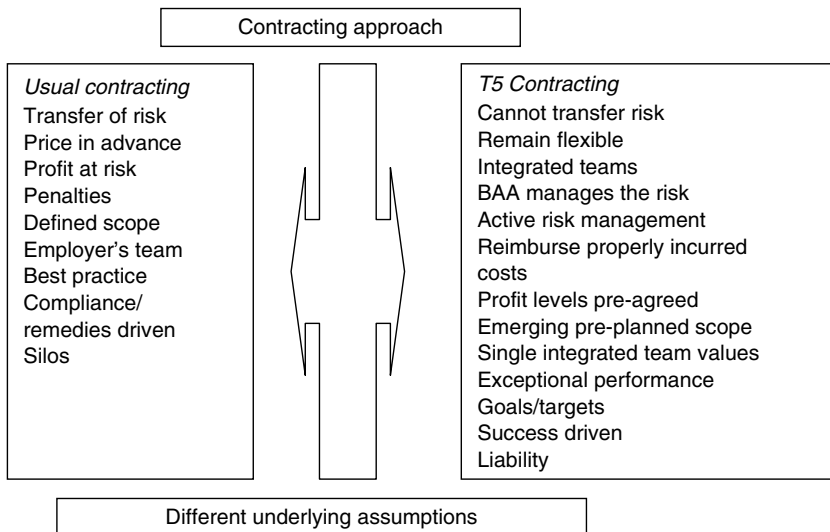 Contracting approach
Usual contracting
Transfer of risk
Price in advance
Profit at risk
Penalties
Defined scope
Employer's team
Best practice
Compliance/
remedies driven
Silos
T5 Contracting
Cannot transfer risk
Remain flexible
Integrated teams
BAA manages the risk
Active risk management
Reimburse properly incurred
costs
Profit levels pre-agreed
Emerging pre-planned scope
Single integrated team values
Exceptional performance
Goals/targets
Success driven
Liability
Different underlying assumptions